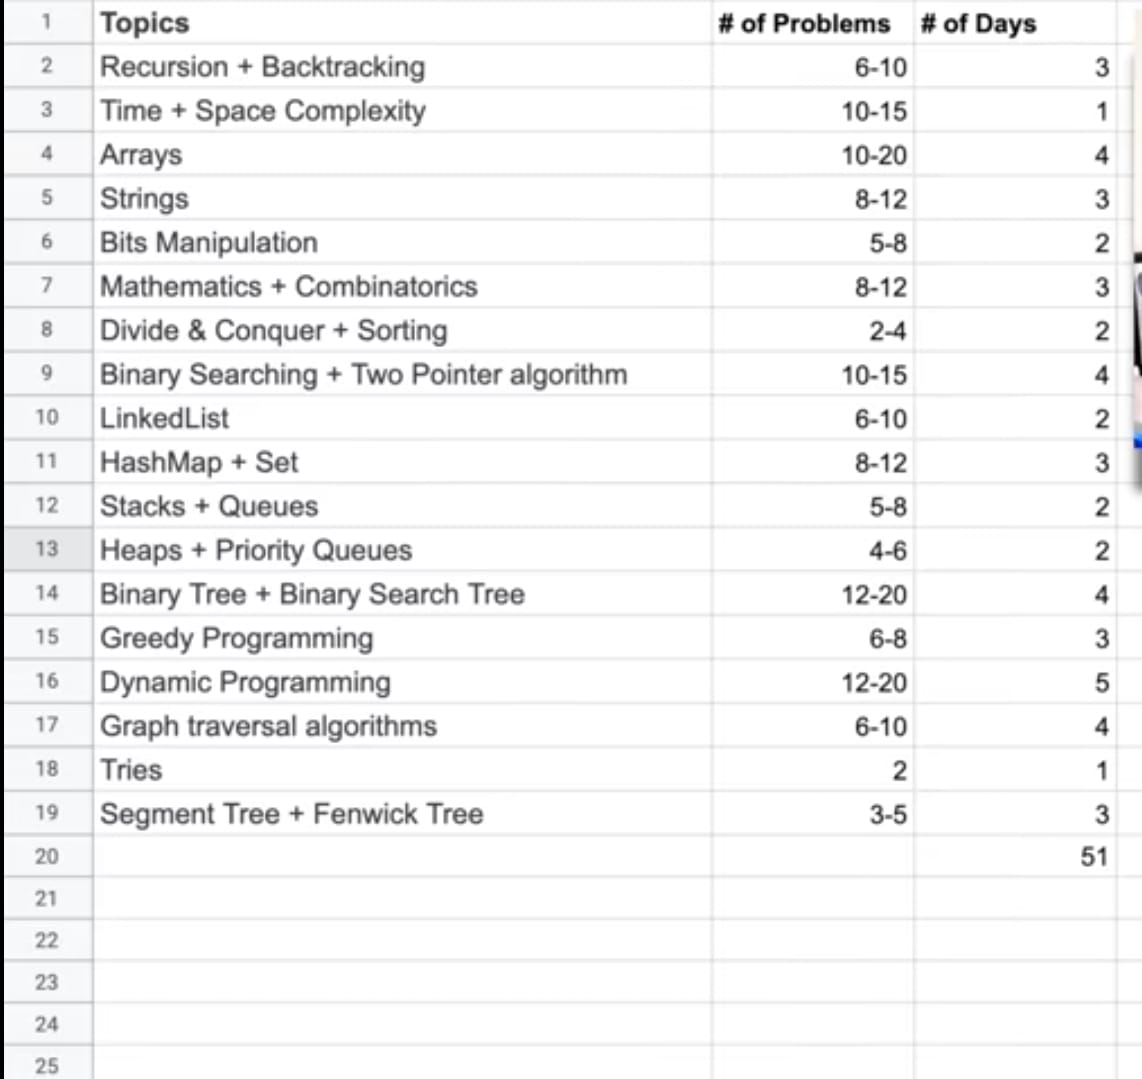 1 Topics # of Problems # of Days
2 Recursion + Backtracking 6-10 3
3 Time + Space Complexity 10-15 1
4 Arrays 10-20 4
5 Strings 8-12 3
6 Bits Manipulation 5-8 2
7 Mathematics + Combinatorics 8-12 3
8 Divide & Conquer + Sorting 2-4 2
9 Binary Searching + Two Pointer algorithm 10-15 4
10 LinkedList 6-10 2
11 HashMap + Set 8-12 3
12 Stacks + Queues 5-8 2
13 Heaps + Priority Queues 4-6 2
14 Binary Tree + Binary Search Tree 12-20 4
15 Greedy Programming 6-8 3
16 Dynamic Programming 12-20 5
17 Graph traversal algorithms 6-10 4
18 Tries 2 1
19 Segment Tree + Fenwick Tree 3-5 3
20 51
21
22
23
24
25